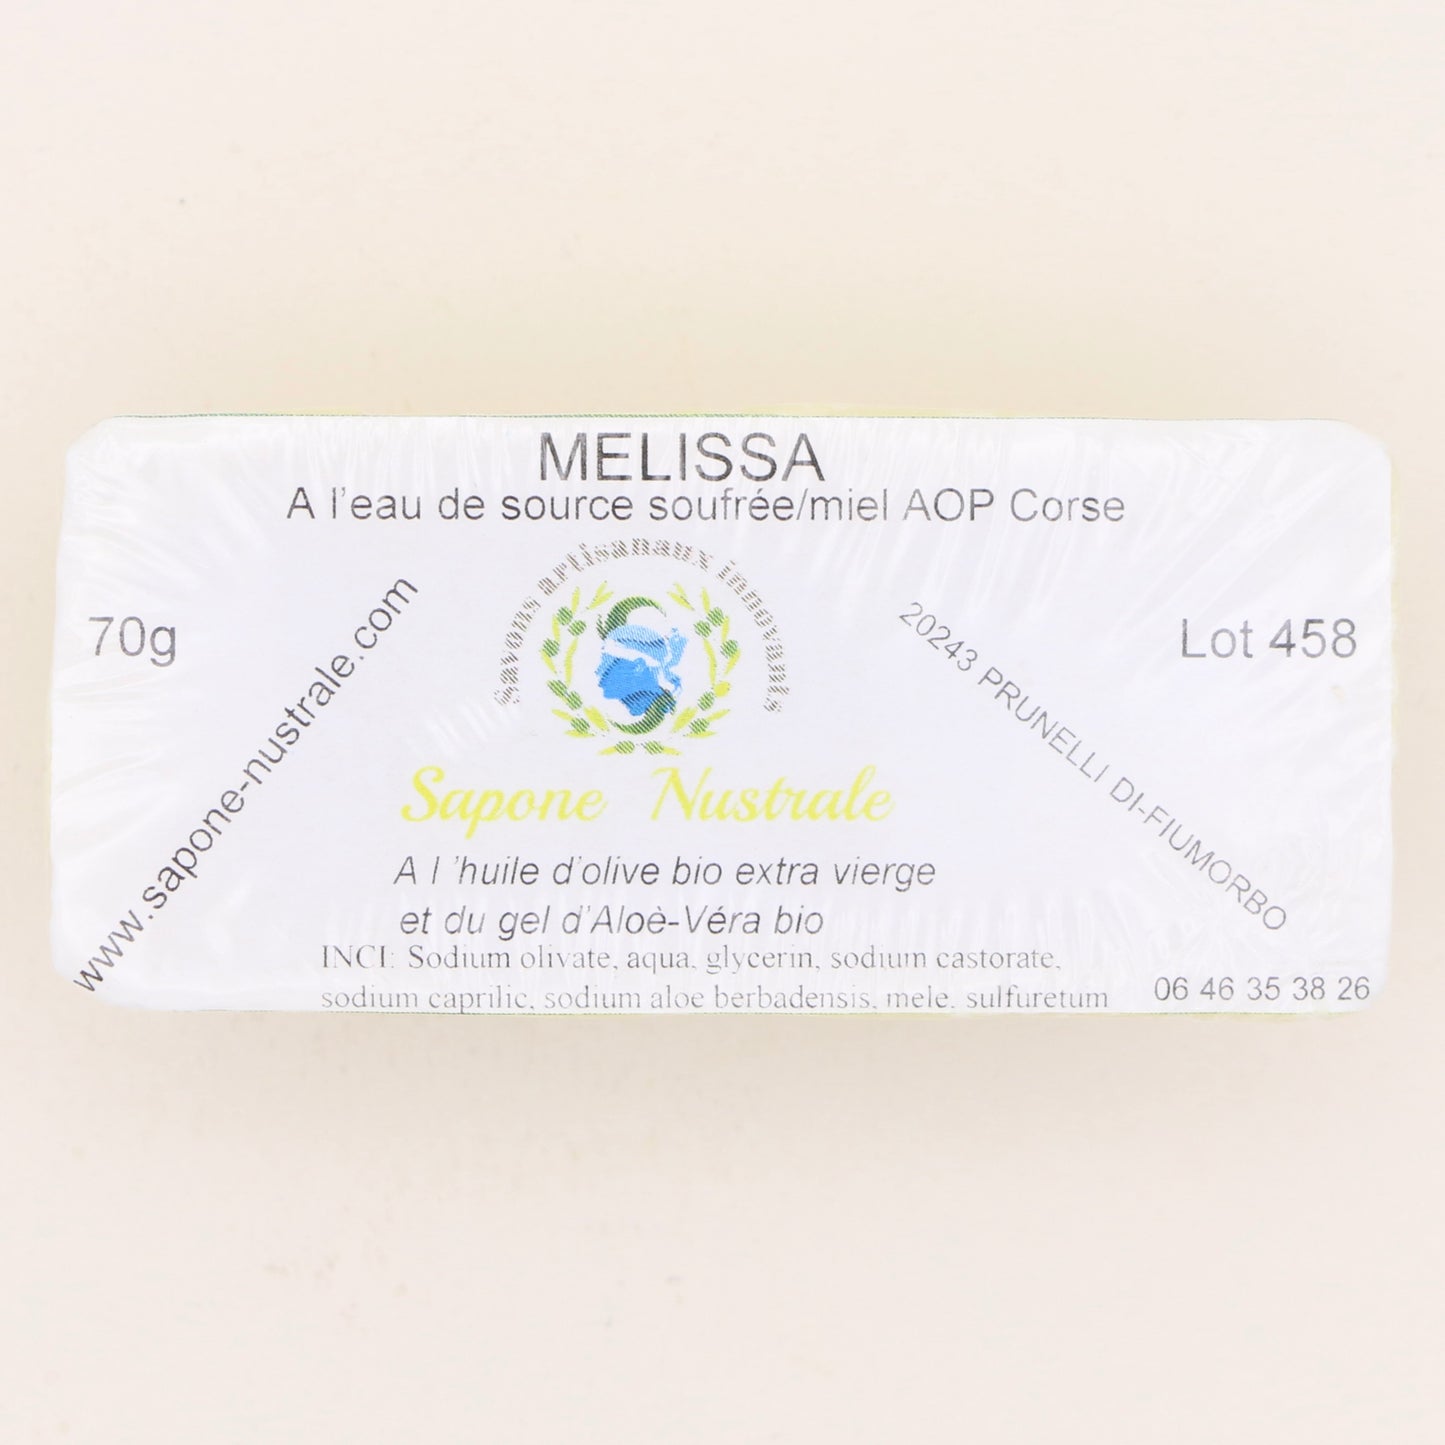 MELISSA
A l'eau de source soufrée/miel AOP Corse
savons artisanaux innovants
70g
www.sapone-nustrale.com
20243 PRUNELLI DI-FIUMORBO
Lot 458
Sapone Nustrale
A l 'huile d'olive bio extra vierge
et du gel d'Aloè-Véra bio
INCI: Sodium olivate, aqua, glycerin, sodium castorate,
sodium caprilic, sodium aloe berbadensis, mele. sulfuretum
06 46 35 38 26